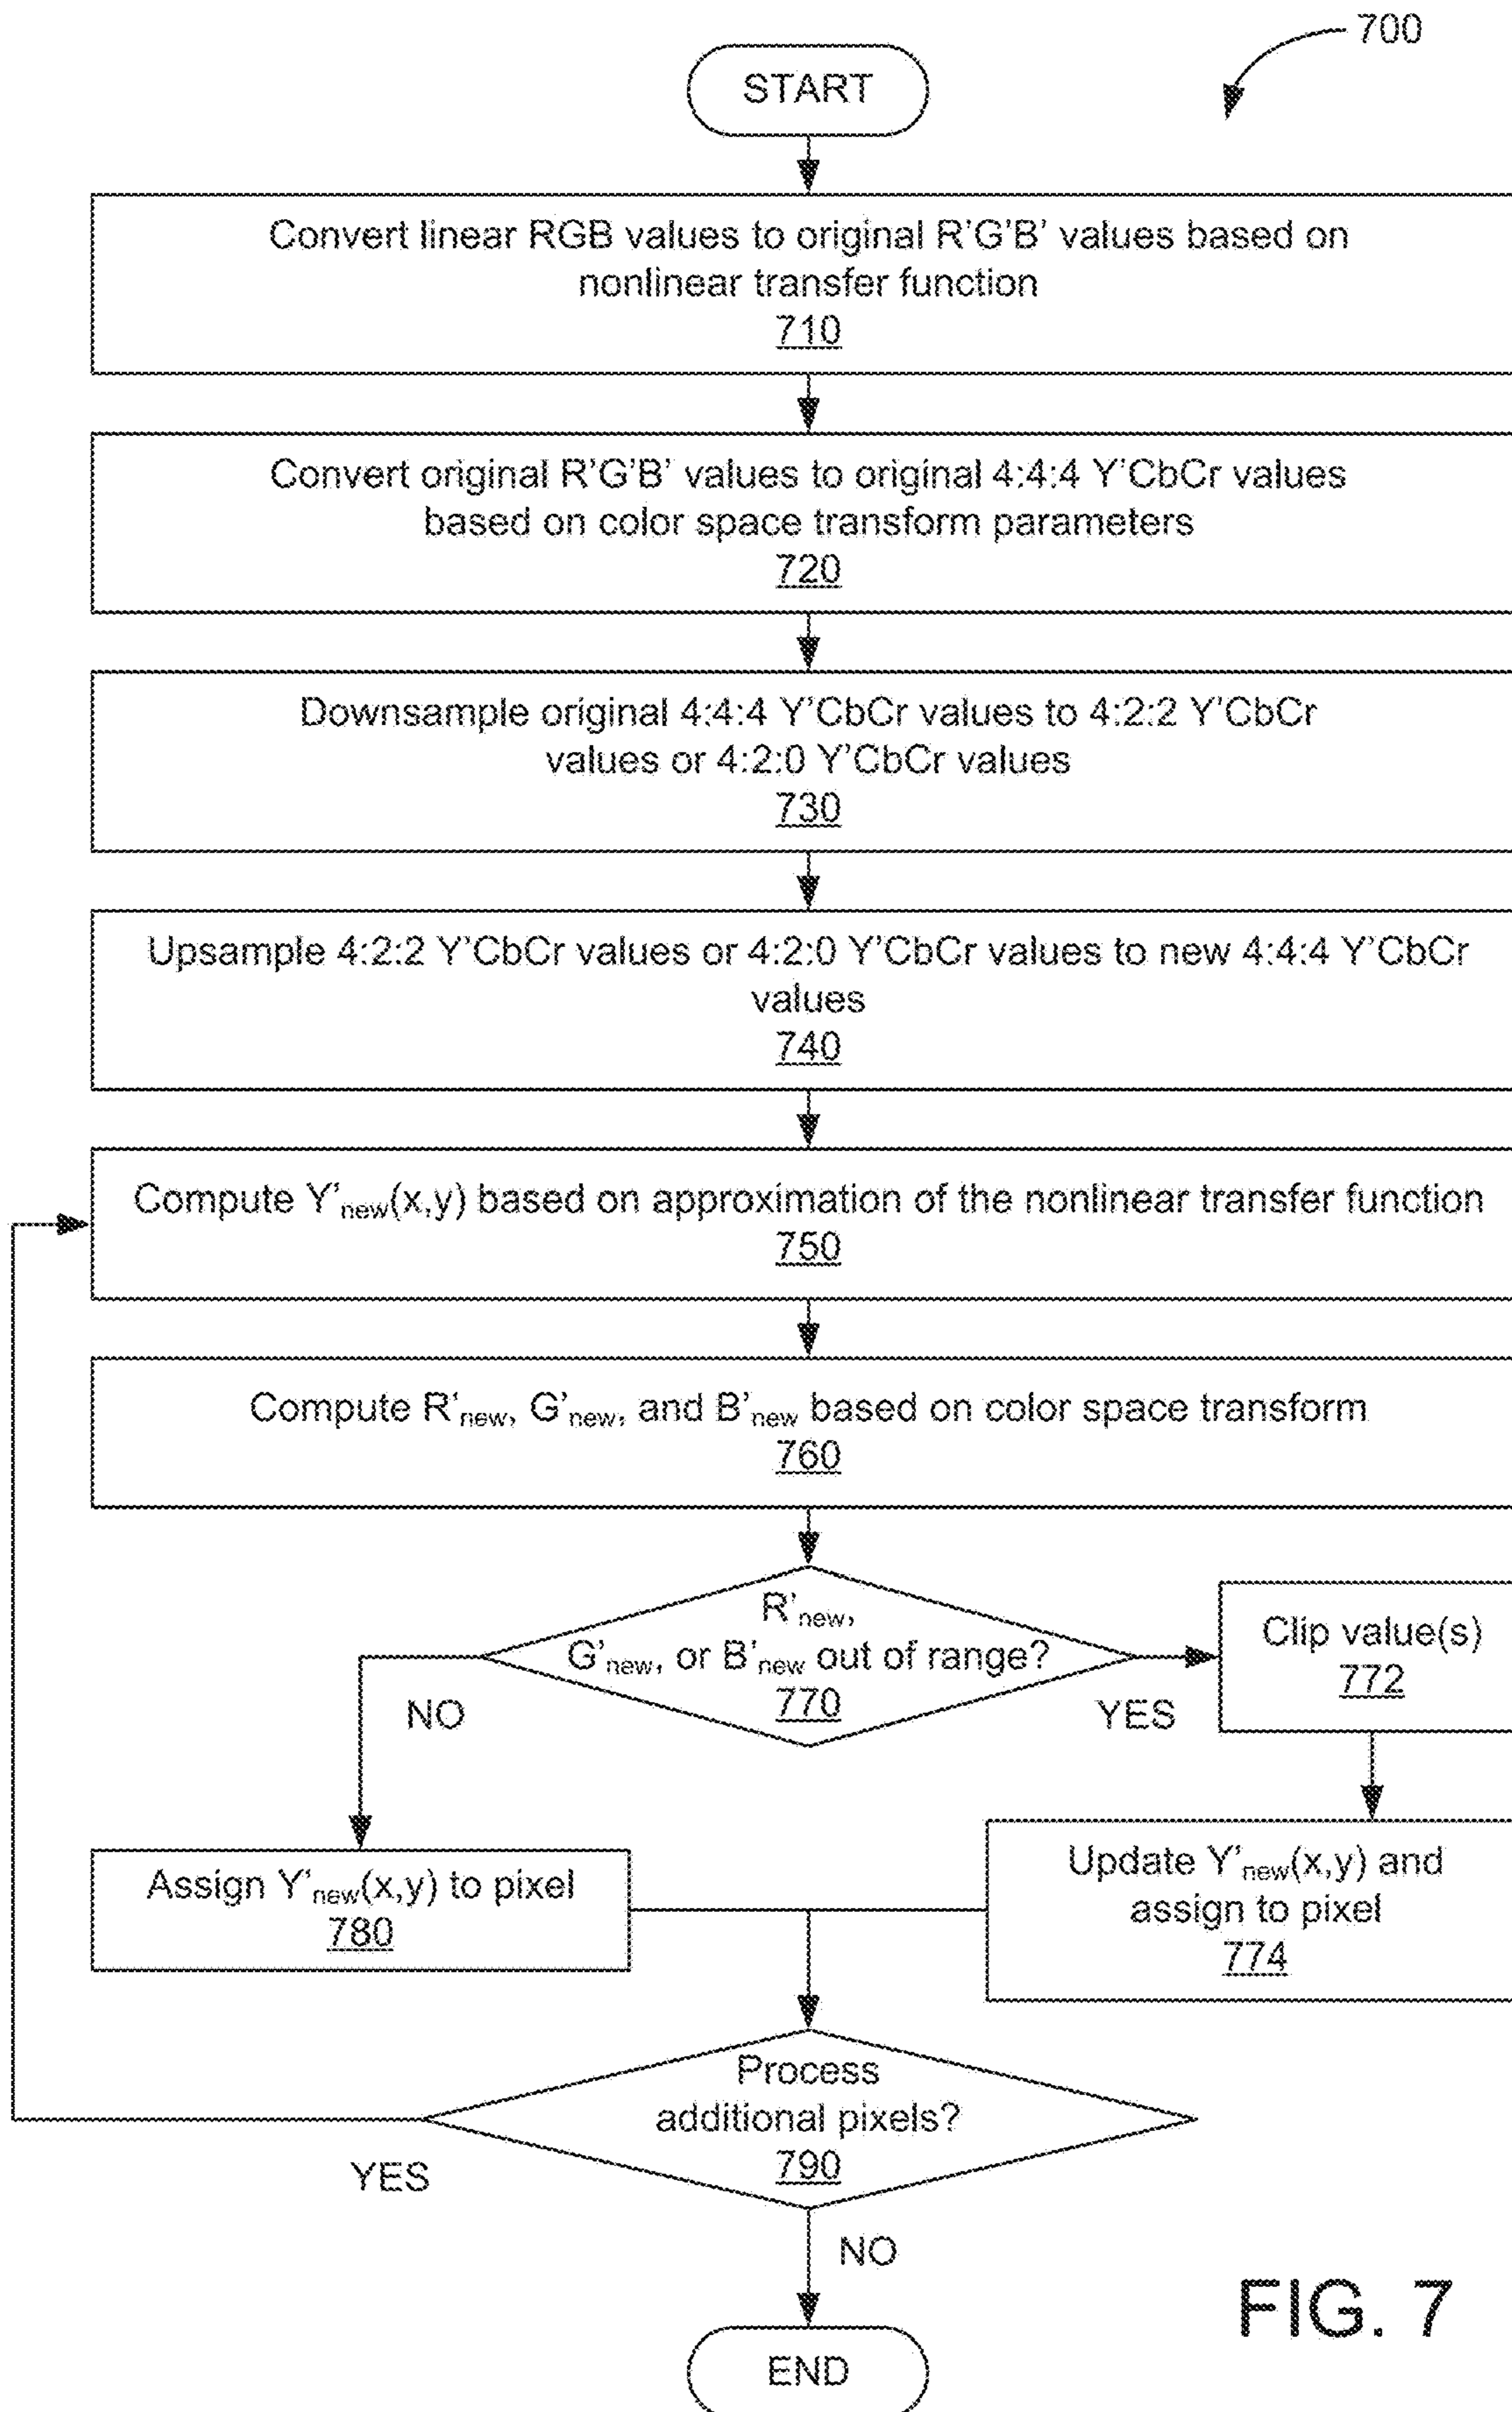 700
START
Convert linear RGB values to original R'G'B' values based on
nonlinear transfer function
710
Convert original R'G'B' values to original 4:4:4 Y'CbCr values
based on color space transform parameters
720
Downsample original 4:4:4 Y'CbCr values to 4:2:2 Y'CbCr
values or 4:2:0 Y'CbCr values
730
Upsample 4:2:2 Y'CbCr values or 4:2:0 Y'CbCr values to new 4:4:4 Y'CbCr
values
740
Compute Y'new(x,y) based on approximation of the nonlinear transfer function
750
Compute R'new, G'new, and B'new based on color space transform
760
R'new,
G'new, or B'new out of range?
770
NO
YES
Clip value(s)
772
Assign Y'new(x,y) to pixel
780
Update Y'new(x,y) and
assign to pixel
774
Process
additional pixels?
790
YES
NO
END
FIG. 7